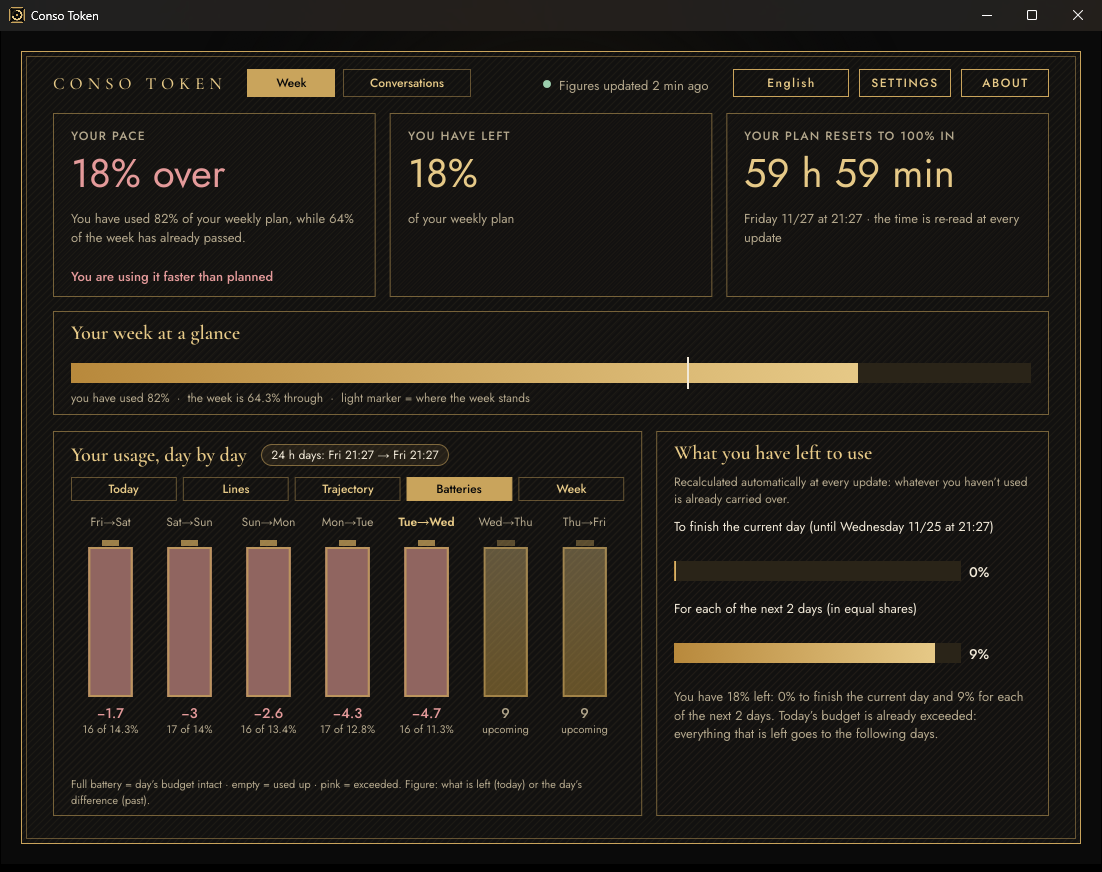 Conso Token
CONSO TOKEN
Week
Conversations
Figures updated 2 min ago
English
SETTINGS
ABOUT
YOUR PACE
18% over
You have used 82% of your weekly plan, while 64%
of the week has already passed.
You are using it faster than planned
YOU HAVE LEFT
18%
of your weekly plan
YOUR PLAN RESETS TO 100% IN
59 h 59 min
Friday 11/27 at 21:27 · the time is re-read at every
update
Your week at a glance
you have used 82% · the week is 64.3% through · light marker = where the week stands
Your usage, day by day
24 h days: Fri 21:27 → Fri 21:27
Today
Lines
Trajectory
Batteries
Week
Fri→Sat
Sat→Sun
Sun→Mon
Mon→Tue
Tue→Wed
Wed→Thu
Thu→Fri
−1.7
−3
−2.6
−4.3
−4.7
9
9
16 of 14.3%
17 of 14%
16 of 13.4%
17 of 12.8%
16 of 11.3%
upcoming
upcoming
Full battery = day's budget intact · empty = used up · pink = exceeded. Figure: what is left (today) or the day's
difference (past).
What you have left to use
Recalculated automatically at every update: whatever you haven't used
is already carried over.
To finish the current day (until Wednesday 11/25 at 21:27)
0%
For each of the next 2 days (in equal shares)
9%
You have 18% left: 0% to finish the current day and 9% for each
of the next 2 days. Today's budget is already exceeded:
everything that is left goes to the following days.